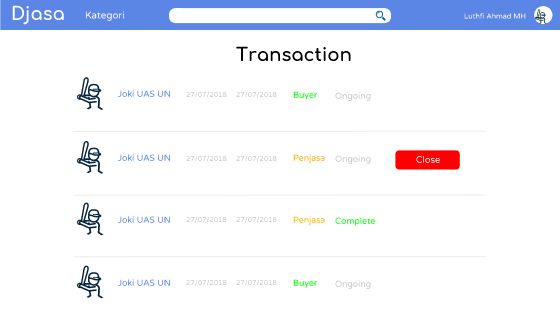 Djasa Kategori Luthfi Ahmad MH
Transaction
Joki UAS UN 27/07/2018 27/07/2018 Buyer Ongoing
Joki UAS UN 27/07/2018 27/07/2018 Penjasa Ongoing Close
Joki UAS UN 27/07/2018 27/07/2018 Penjasa Complete
Joki UAS UN 27/07/2018 27/07/2018 Buyer Ongoing